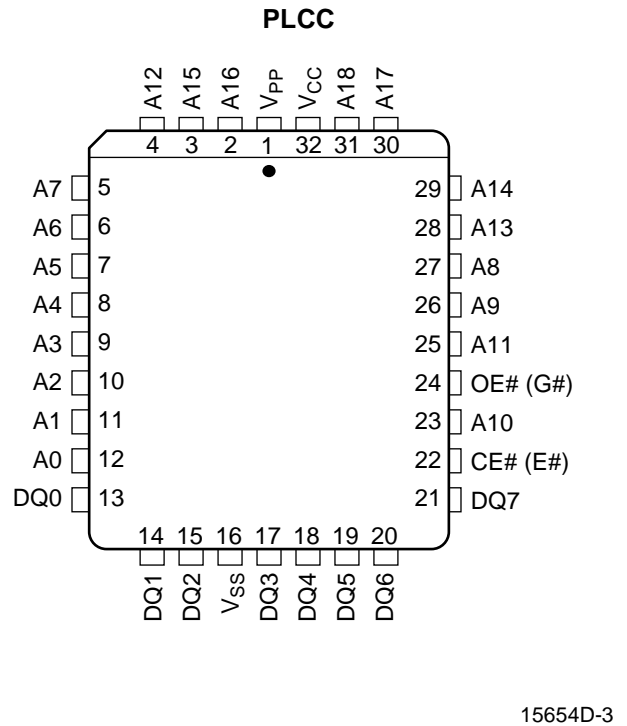 PLCC
A12 A15 A16 VPP VCC A18 A17
4 3 2 1 32 31 30
A7 5 29 A14
A6 6 28 A13
A5 7 27 A8
A4 8 26 A9
A3 9 25 A11
A2 10 24 OE# (G#)
A1 11 23 A10
A0 12 22 CE# (E#)
DQ0 13 21 DQ7
14 15 16 17 18 19 20
DQ1 DQ2 VSS DQ3 DQ4 DQ5 DQ6
15654D-3